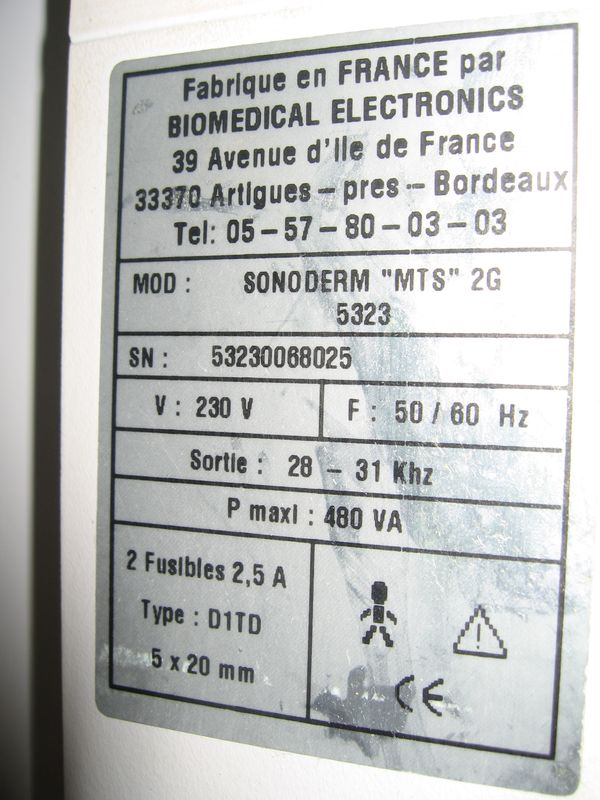 Fabrique en FRANCE par
BIOMEDICAL ELECTRONICS
39 Avenue d'Ile de France
33370 Artigues – pres – Bordeaux
Tel: 05 – 57 – 80 – 03 – 03
MOD : SONODERM "MTS" 2G
5323
SN : 53230068025
V : 230 V F : 50 / 60 Hz
Sortie : 28 – 31 Khz
P maxi : 480 VA
2 Fusibles 2,5 A
Type : D1TD
5 x 20 mm
CE